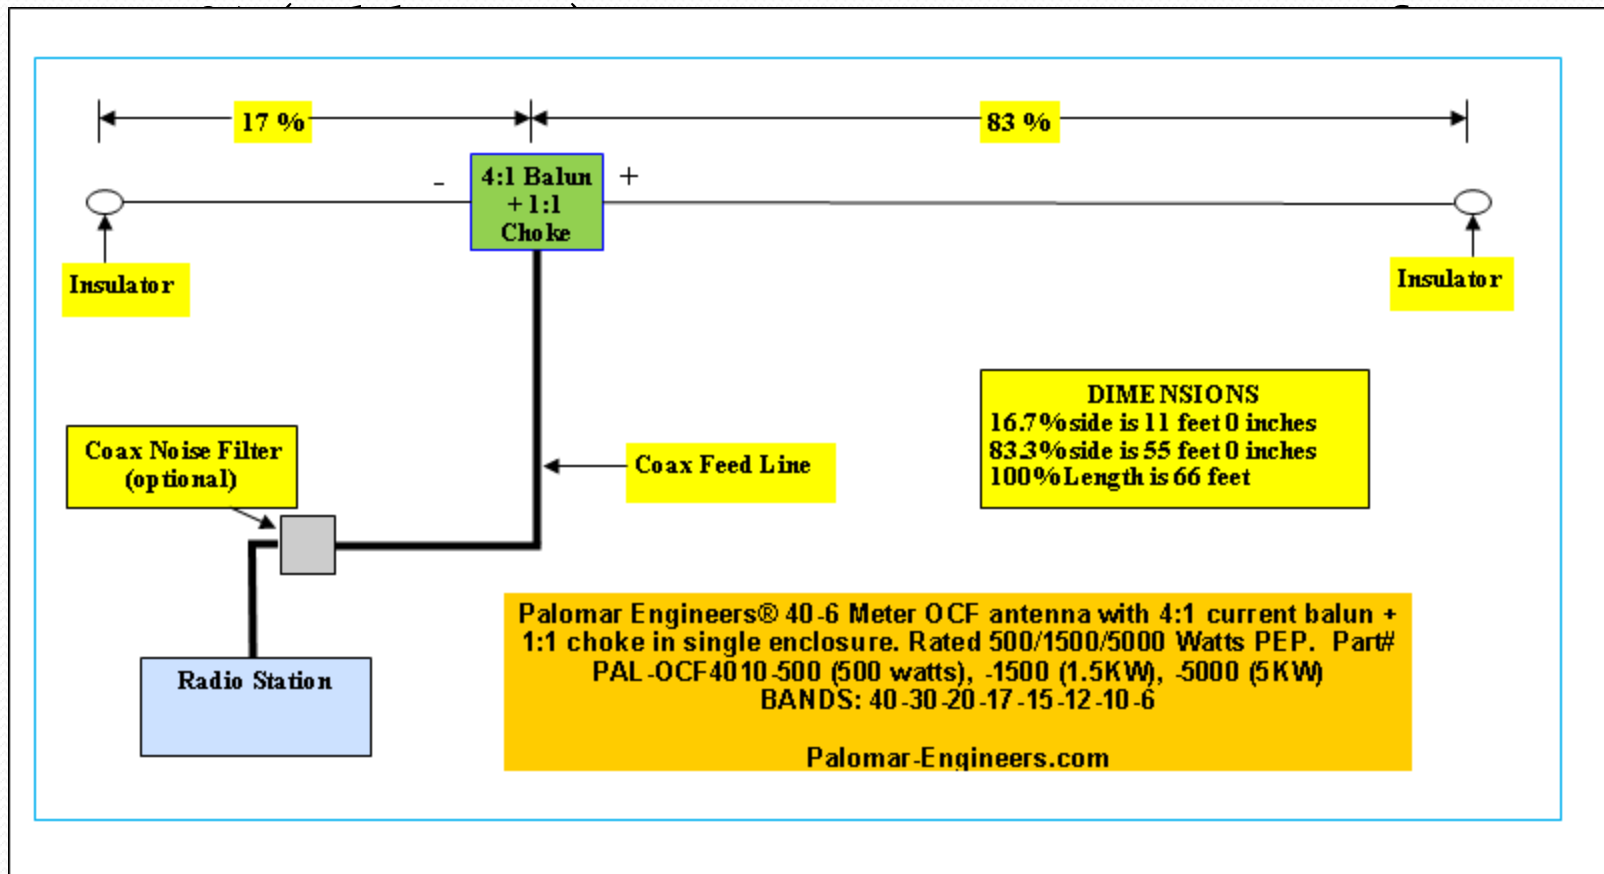 17 %
83 %
-
4:1 Balun
+ 1:1
Choke
+
Insulator
Insulator
DIMENSIONS
16.7% side is 11 feet 0 inches
83.3% side is 55 feet 0 inches
100% Length is 66 feet
Coax Noise Filter
(optional)
Coax Feed Line
Palomar Engineers® 40-6 Meter OCF antenna with 4:1 current balun +
1:1 choke in single enclosure. Rated 500/1500/5000 Watts PEP. Part#
PAL-OCF4010-500 (500 watts), -1500 (1.5KW), -5000 (5KW)
BANDS: 40-30-20-17-15-12-10-6
Palomar-Engineers.com
Radio Station